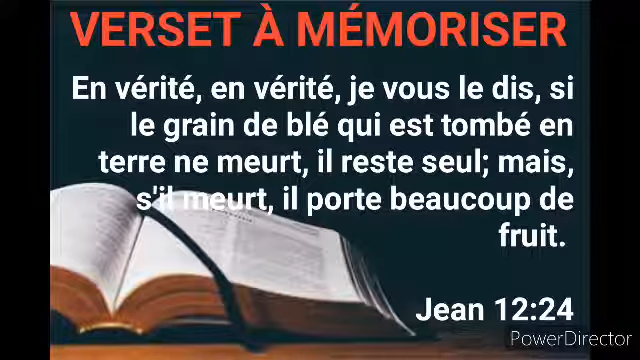 VERSET À MÉMORISER
En vérité, en vérité, je vous le dis, si
le grain de blé qui est tombé en
terre ne meurt, il reste seul; mais,
s'il meurt, il porte beaucoup de
fruit.
Jean 12:24
PowerDirector